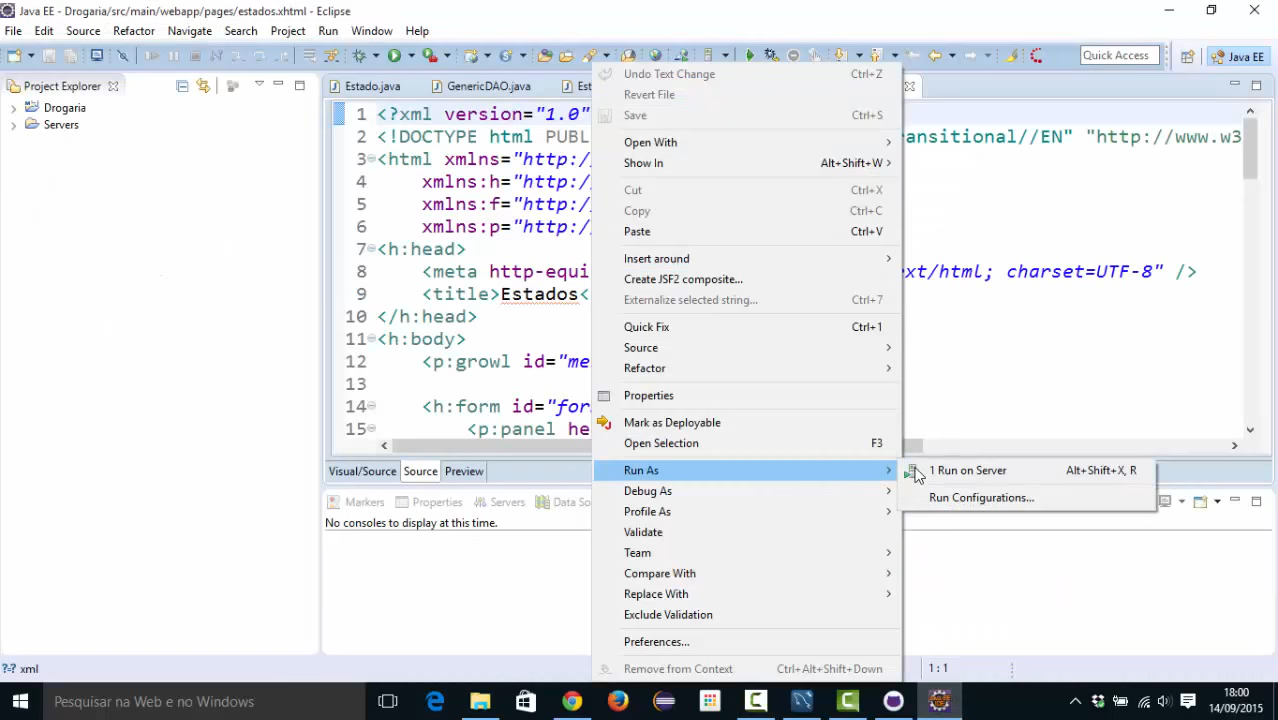 Java EE - Drogaria/src/main/webapp/pages/estados.xhtml - Eclipse
File Edit Source Refactor Navigate Search Project Run Window Help
Quick Access Java EE
Project Explorer
Drogaria
Servers
Estado.java GenericDAO.java Est
1 <?xml version="1.0"
2 <!DOCTYPE html PUBL ansitional//EN" "http://www.w3
3 <html xmlns="http:/
4 xmlns:h="http:/
5 xmlns:f="http:/
6 xmlns:p="http:/
7 <h:head>
8 <meta http-equi ext/html; charset=UTF-8" />
9 <title>Estados<
10 </h:head>
11 <h:body>
12 <p:growl id="me
13
14 <h:form id="for
15 <p:panel he
Visual/Source Source Preview
Markers Properties Servers Data So
No consoles to display at this time.
Undo Text Change Ctrl+Z
Revert File
Save Ctrl+S
Open With
Show In Alt+Shift+W
Cut Ctrl+X
Copy Ctrl+C
Paste Ctrl+V
Insert around
Create JSF2 composite...
Externalize selected string... Ctrl+7
Quick Fix Ctrl+1
Source
Refactor
Properties
Mark as Deployable
Open Selection F3
Run As
Debug As
Profile As
Validate
Team
Compare With
Replace With
Exclude Validation
Preferences...
Remove from Context Ctrl+Alt+Shift+Down
1 Run on Server Alt+Shift+X, R
Run Configurations...
xml 1 : 1
Pesquisar na Web e no Windows
18:00
14/09/2015